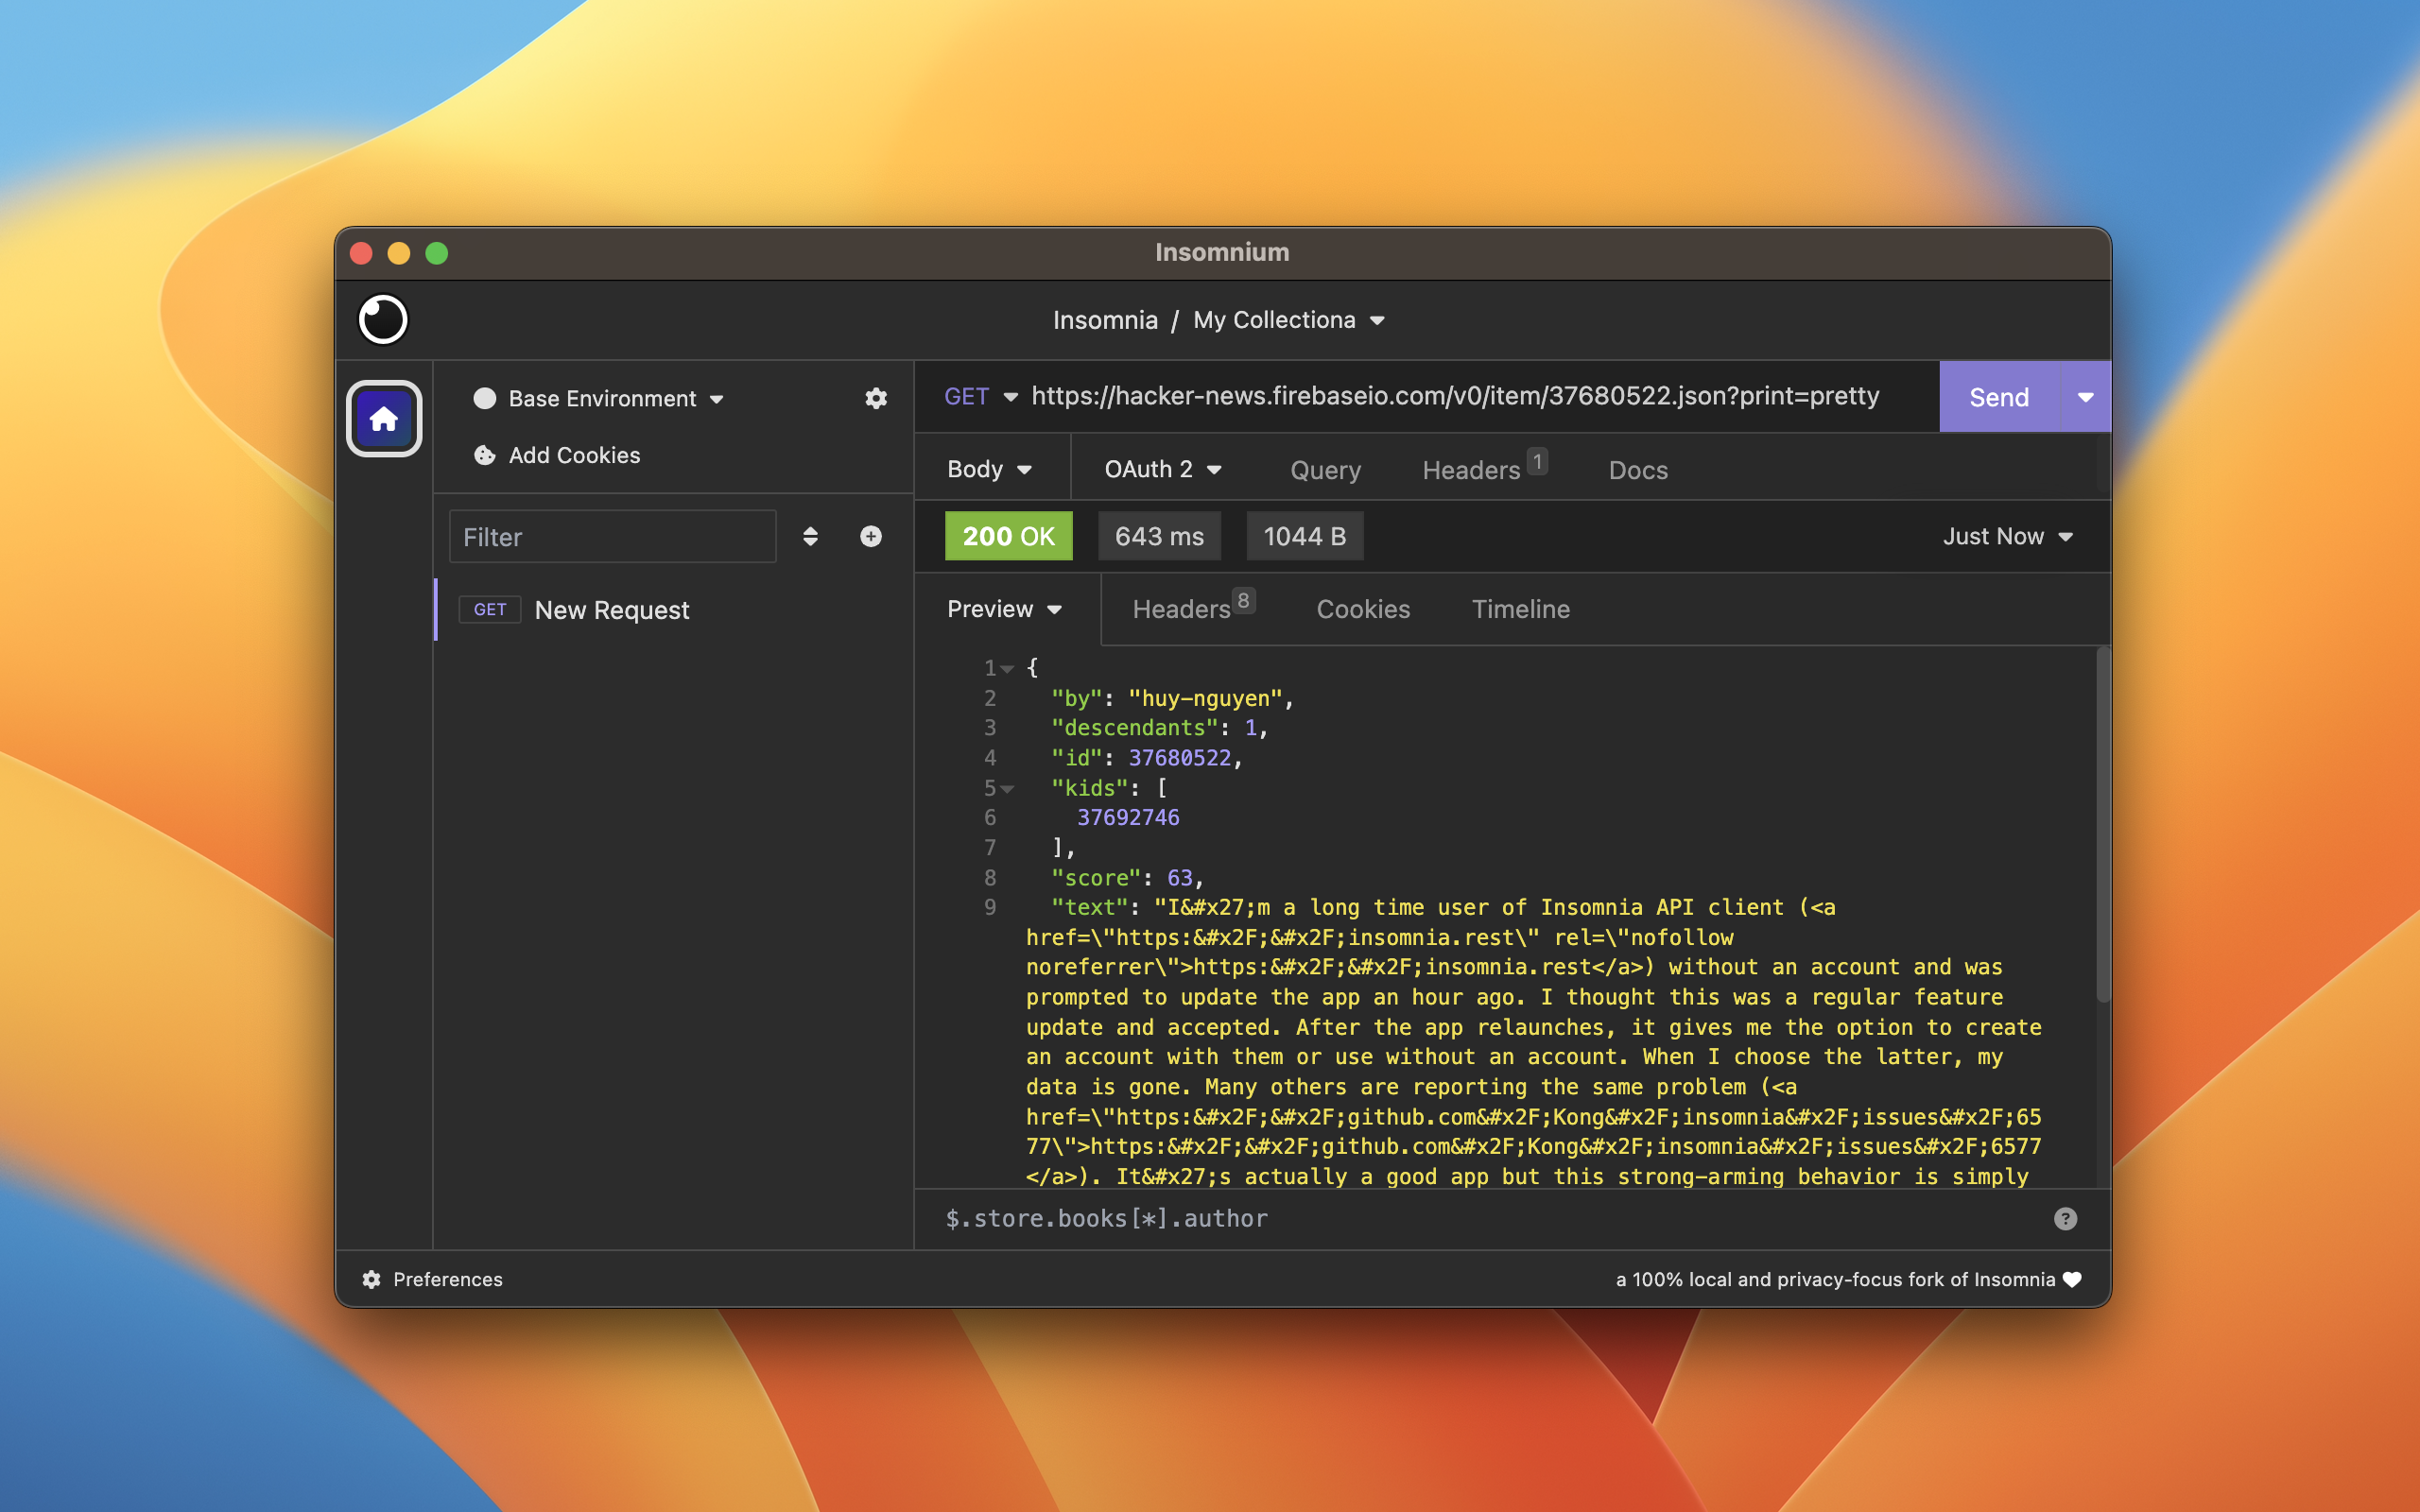 Insomnium
Insomnia / My Collectiona
Base Environment
Add Cookies
Filter
GET New Request
GET https://hacker-news.firebaseio.com/v0/item/37680522.json?print=pretty Send
Body OAuth 2 Query Headers 1 Docs
200 OK 643 ms 1044 B Just Now
Preview Headers 8 Cookies Timeline
1 {
2 "by": "huy-nguyen",
3 "descendants": 1,
4 "id": 37680522,
5 "kids": [
6 37692746
7 ],
8 "score": 63,
9 "text": "I&#x27;m a long time user of Insomnia API client (<a
href=\"https:&#x2F;&#x2F;insomnia.rest\" rel=\"nofollow
noreferrer\">https:&#x2F;&#x2F;insomnia.rest</a>) without an account and was
prompted to update the app an hour ago. I thought this was a regular feature
update and accepted. After the app relaunches, it gives me the option to create
an account with them or use without an account. When I choose the latter, my
data is gone. Many others are reporting the same problem (<a
href=\"https:&#x2F;&#x2F;github.com&#x2F;Kong&#x2F;insomnia&#x2F;issues&#x2F;65
77\">https:&#x2F;&#x2F;github.com&#x2F;Kong&#x2F;insomnia&#x2F;issues&#x2F;6577
</a>). It&#x27;s actually a good app but this strong-arming behavior is simply
$.store.books[*].author ?
Preferences
a 100% local and privacy-focus fork of Insomnia